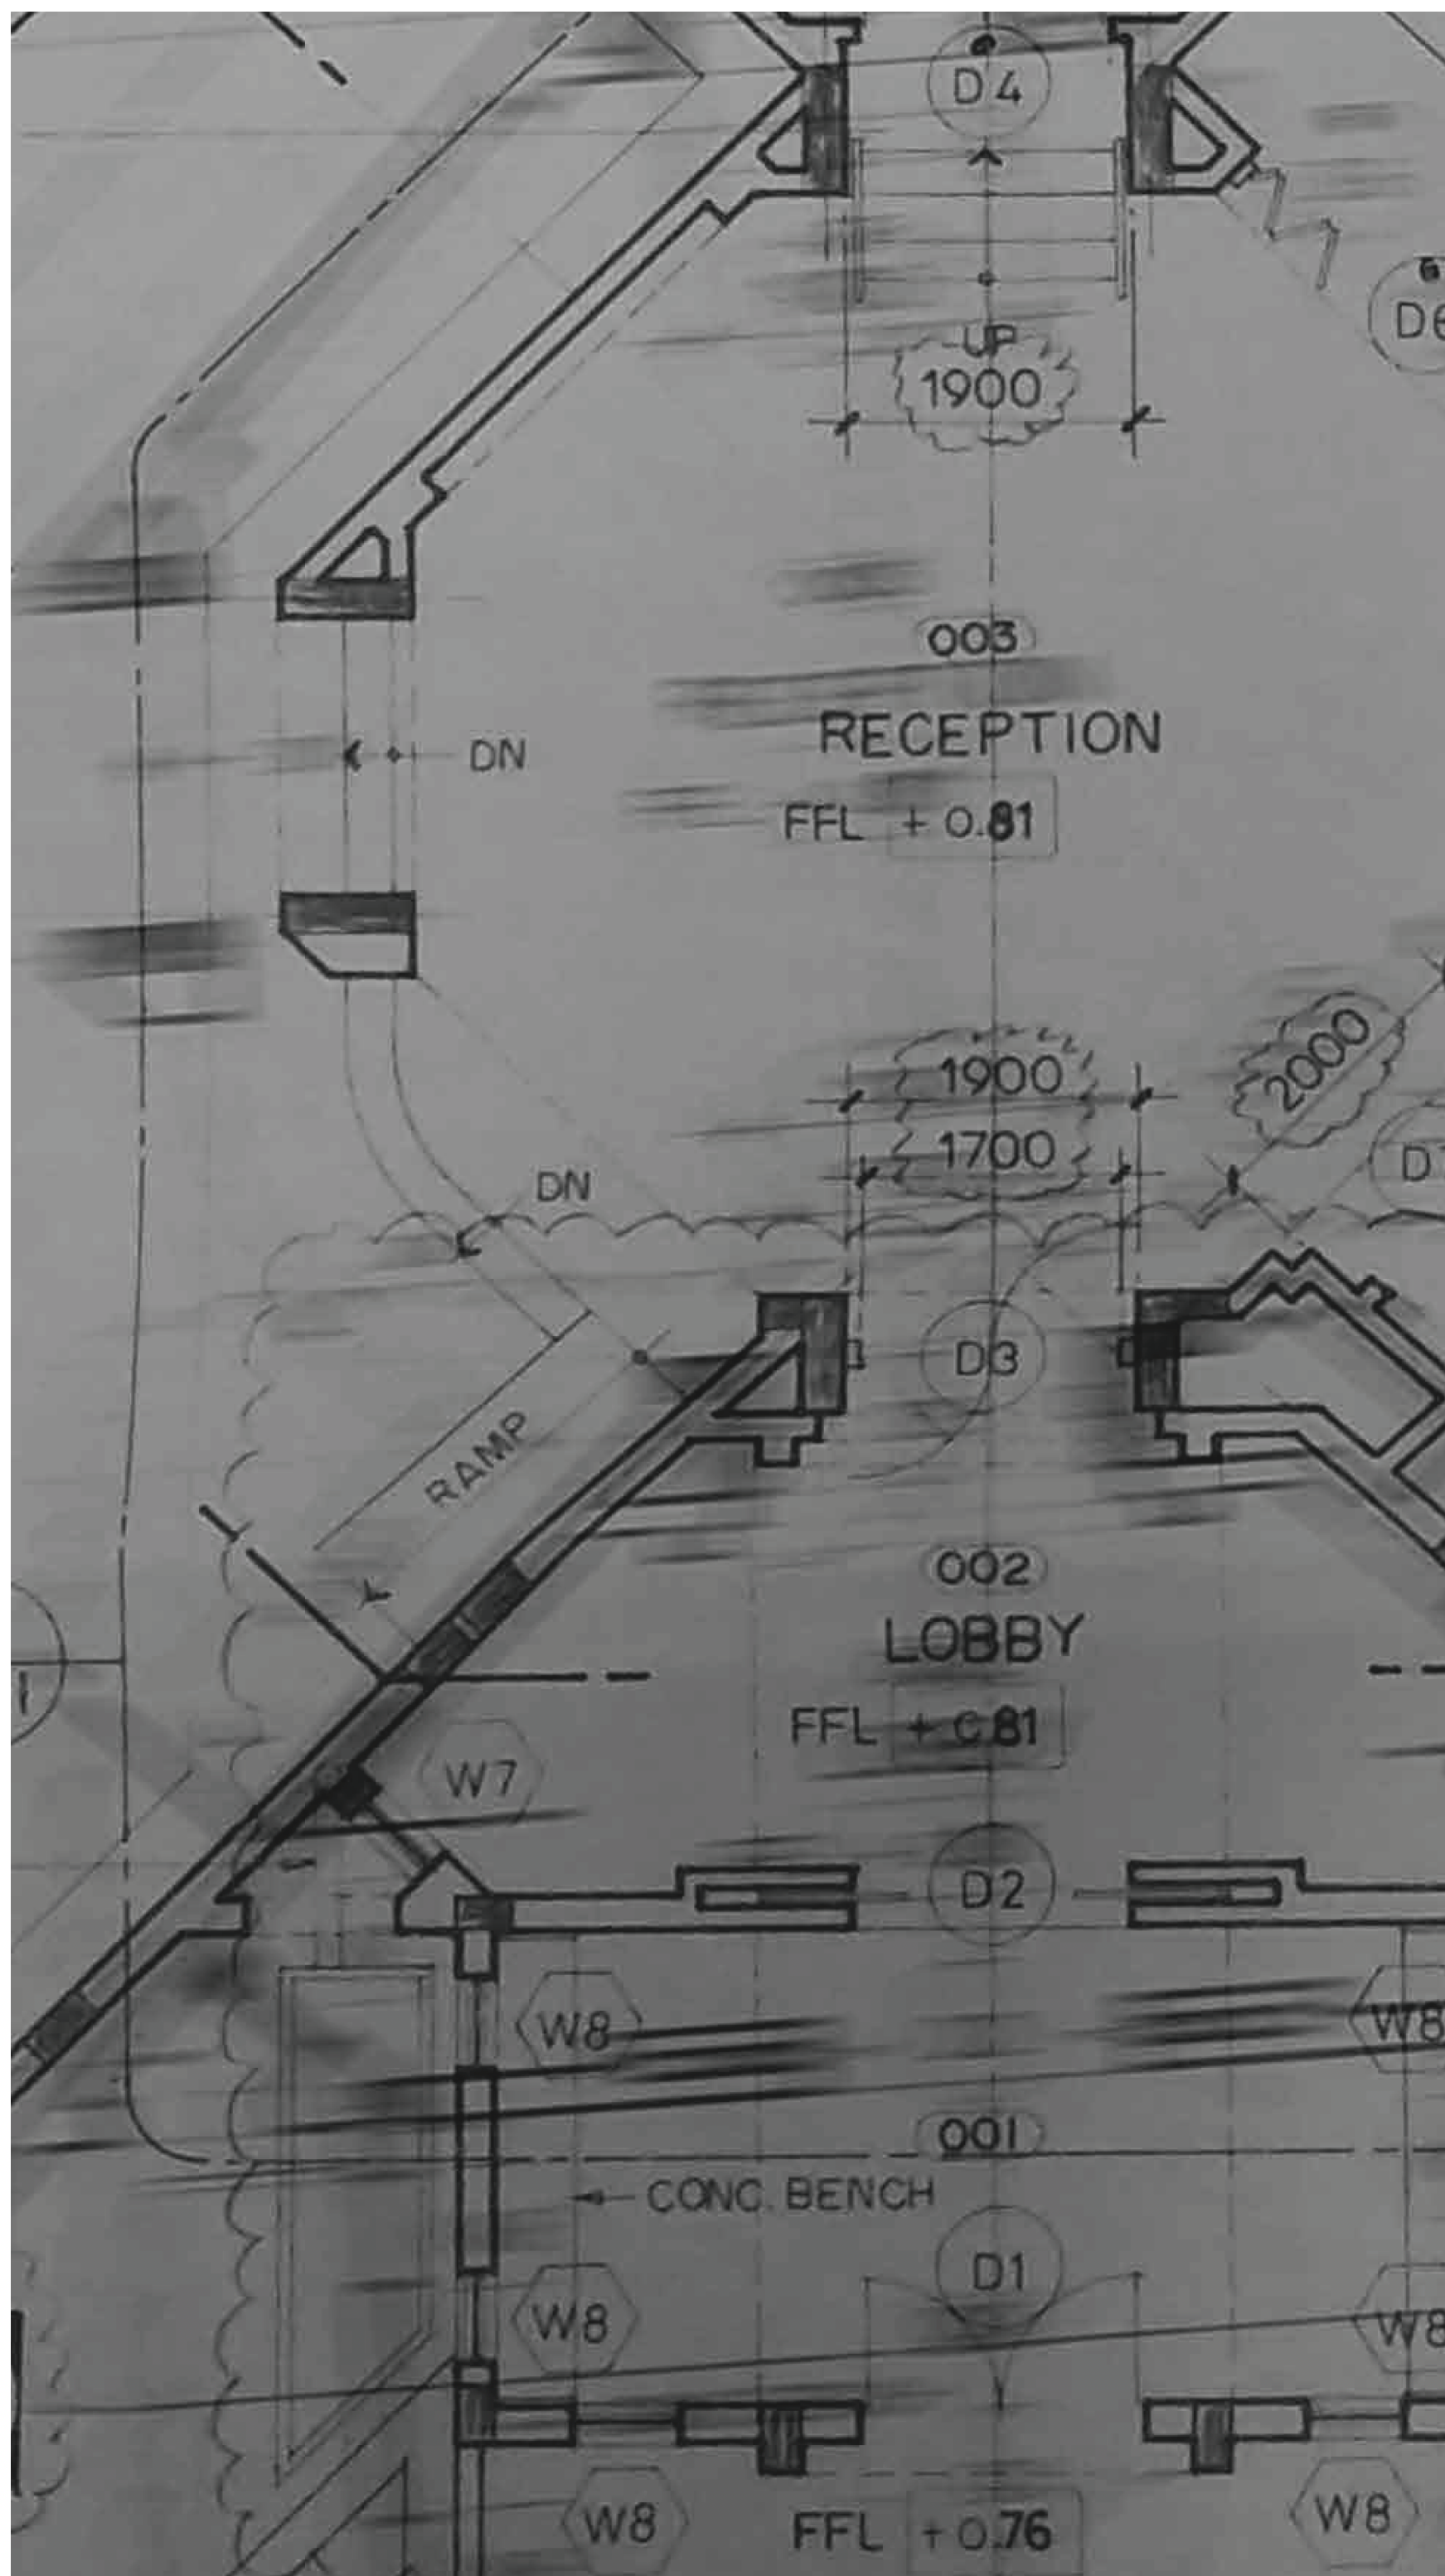 D4
UP
1900
003
RECEPTION
DN
FFL + 0.81
1900
2000
1700
DN
D3
RAMP
002
LOBBY
FFL + 0.81
W7
D2
W8
W8
001
CONC. BENCH
D1
W8
W8
W8
FFL + 0.76
W8